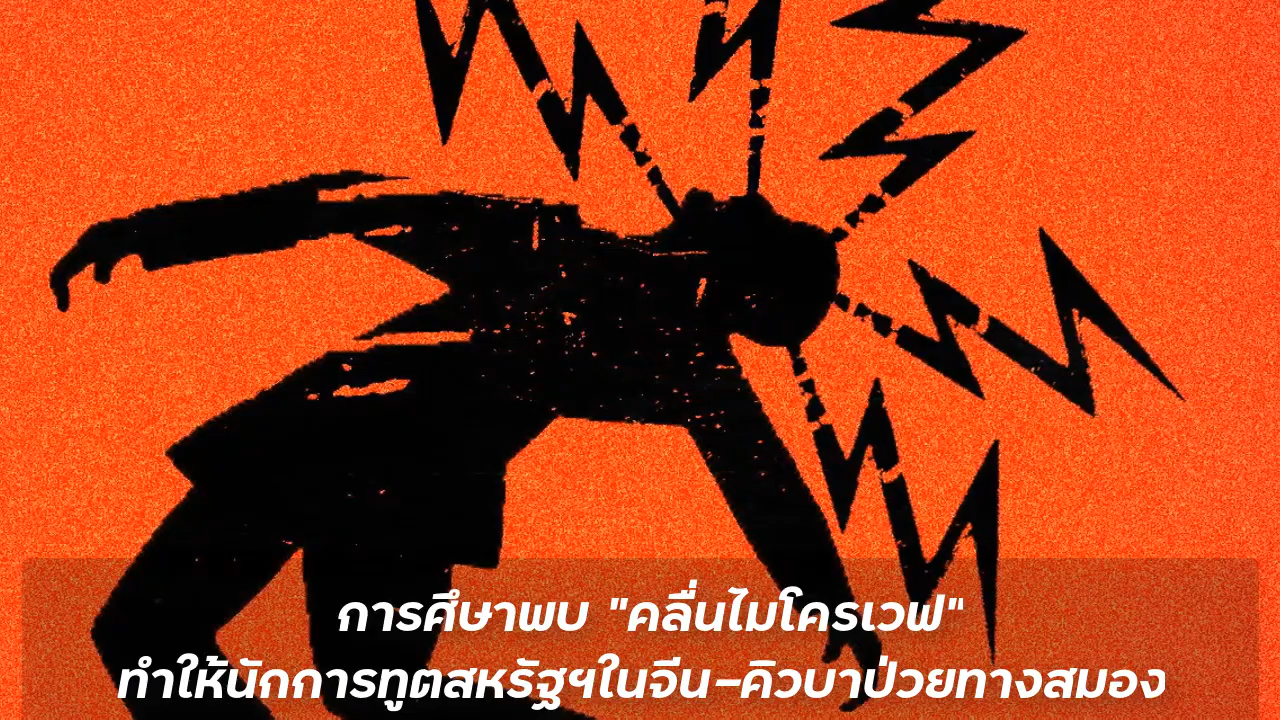 การศึษาพบ "คลื่นไมโครเวฟ"
ทำให้นักการทูตสหรัฐฯในจีน-คิวบาป่วยทางสมอง